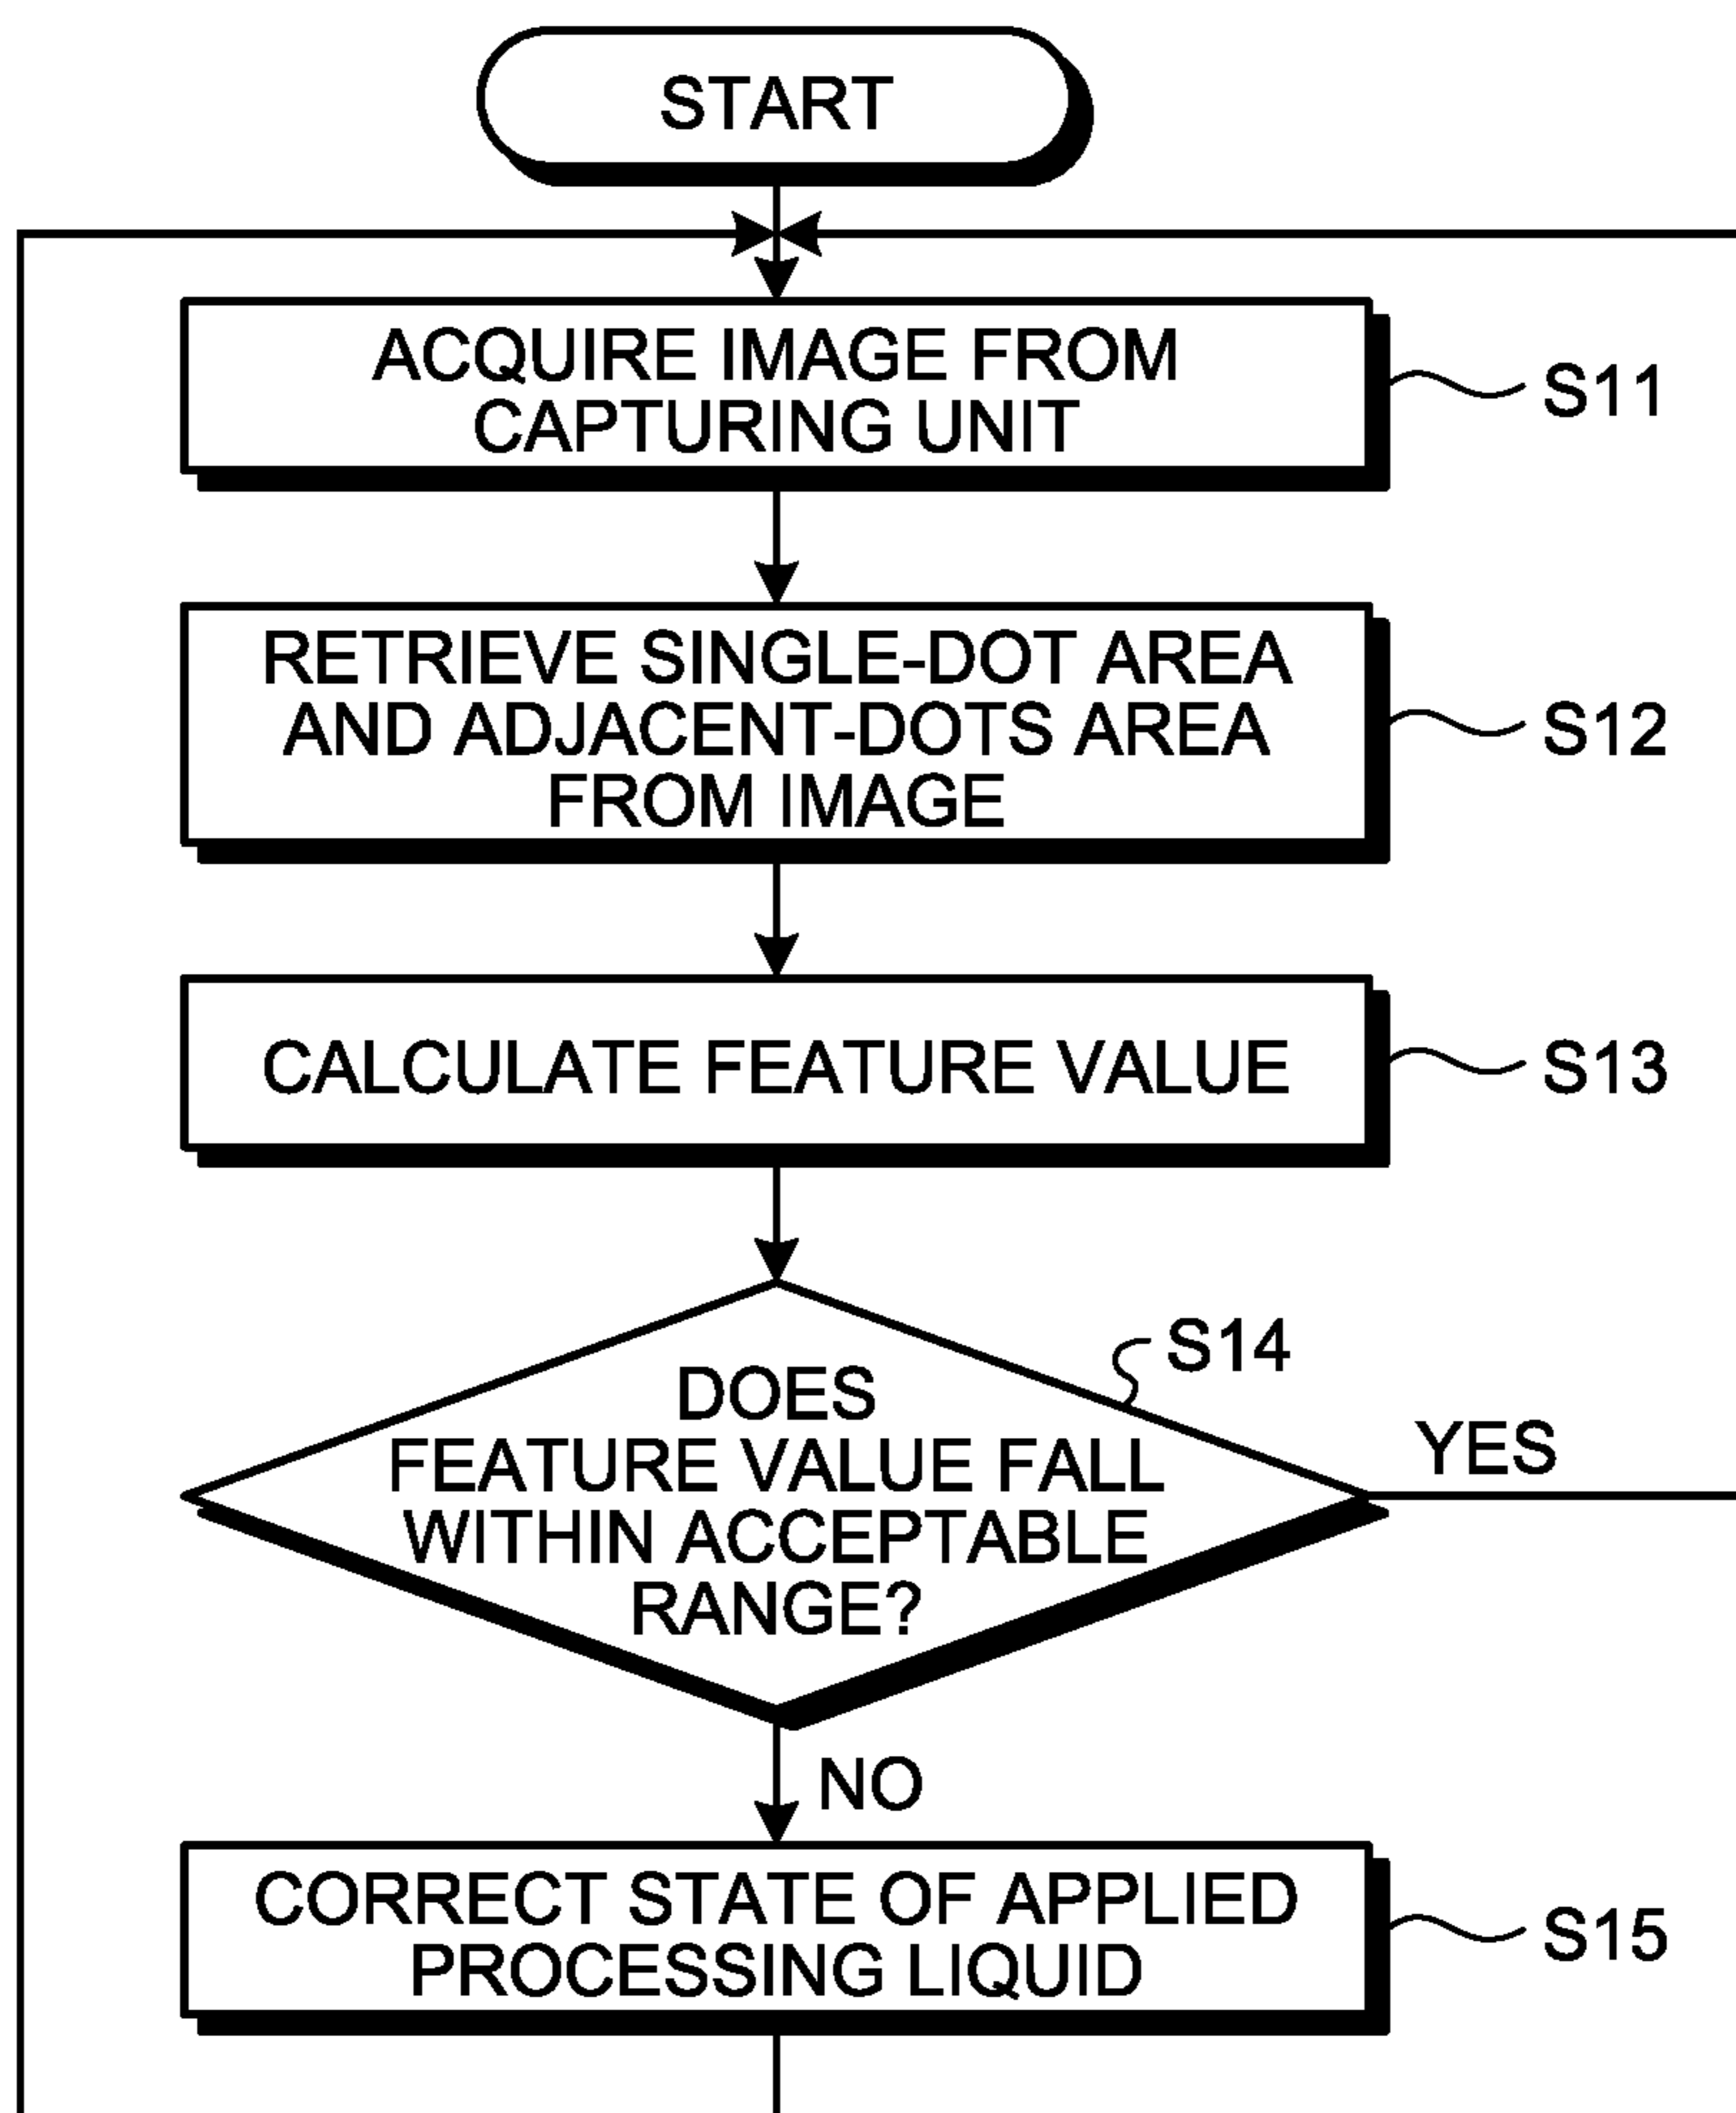 START
ACQUIRE IMAGE FROM
CAPTURING UNIT
S11
RETRIEVE SINGLE-DOT AREA
AND ADJACENT-DOTS AREA
FROM IMAGE
S12
CALCULATE FEATURE VALUE
S13
S14
DOES
FEATURE VALUE FALL
WITHIN ACCEPTABLE
RANGE?
YES
NO
CORRECT STATE OF APPLIED
PROCESSING LIQUID
S15